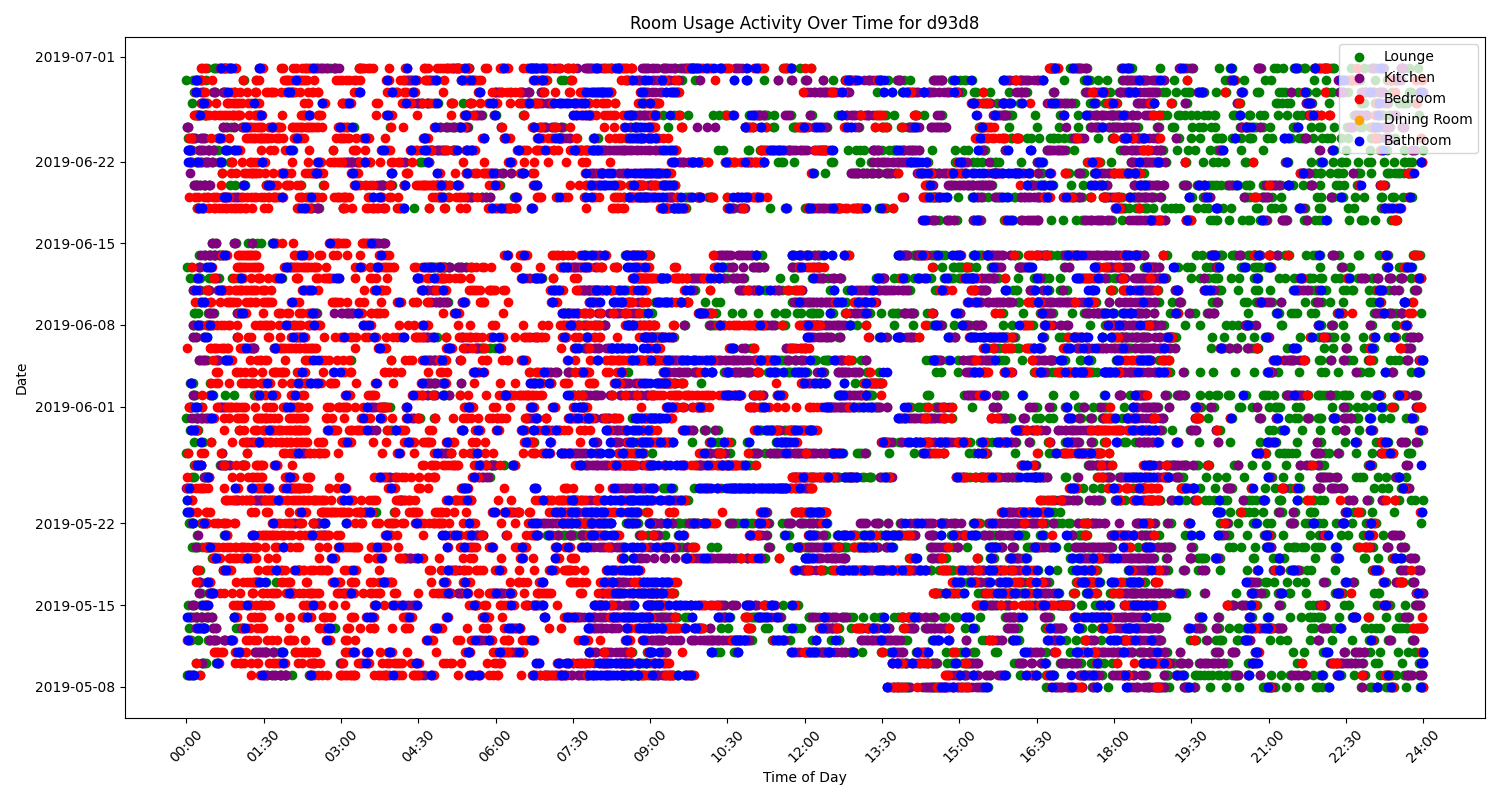 Room Usage Activity Over Time for d93d8
Lounge
Kitchen
Bedroom
Dining Room
Bathroom
Date
2019-07-01
2019-06-22
2019-06-15
2019-06-08
2019-06-01
2019-05-22
2019-05-15
2019-05-08
00:00 01:30 03:00 04:30 06:00 07:30 09:00 10:30 12:00 13:30 15:00 16:30 18:00 19:30 21:00 22:30 24:00
Time of Day